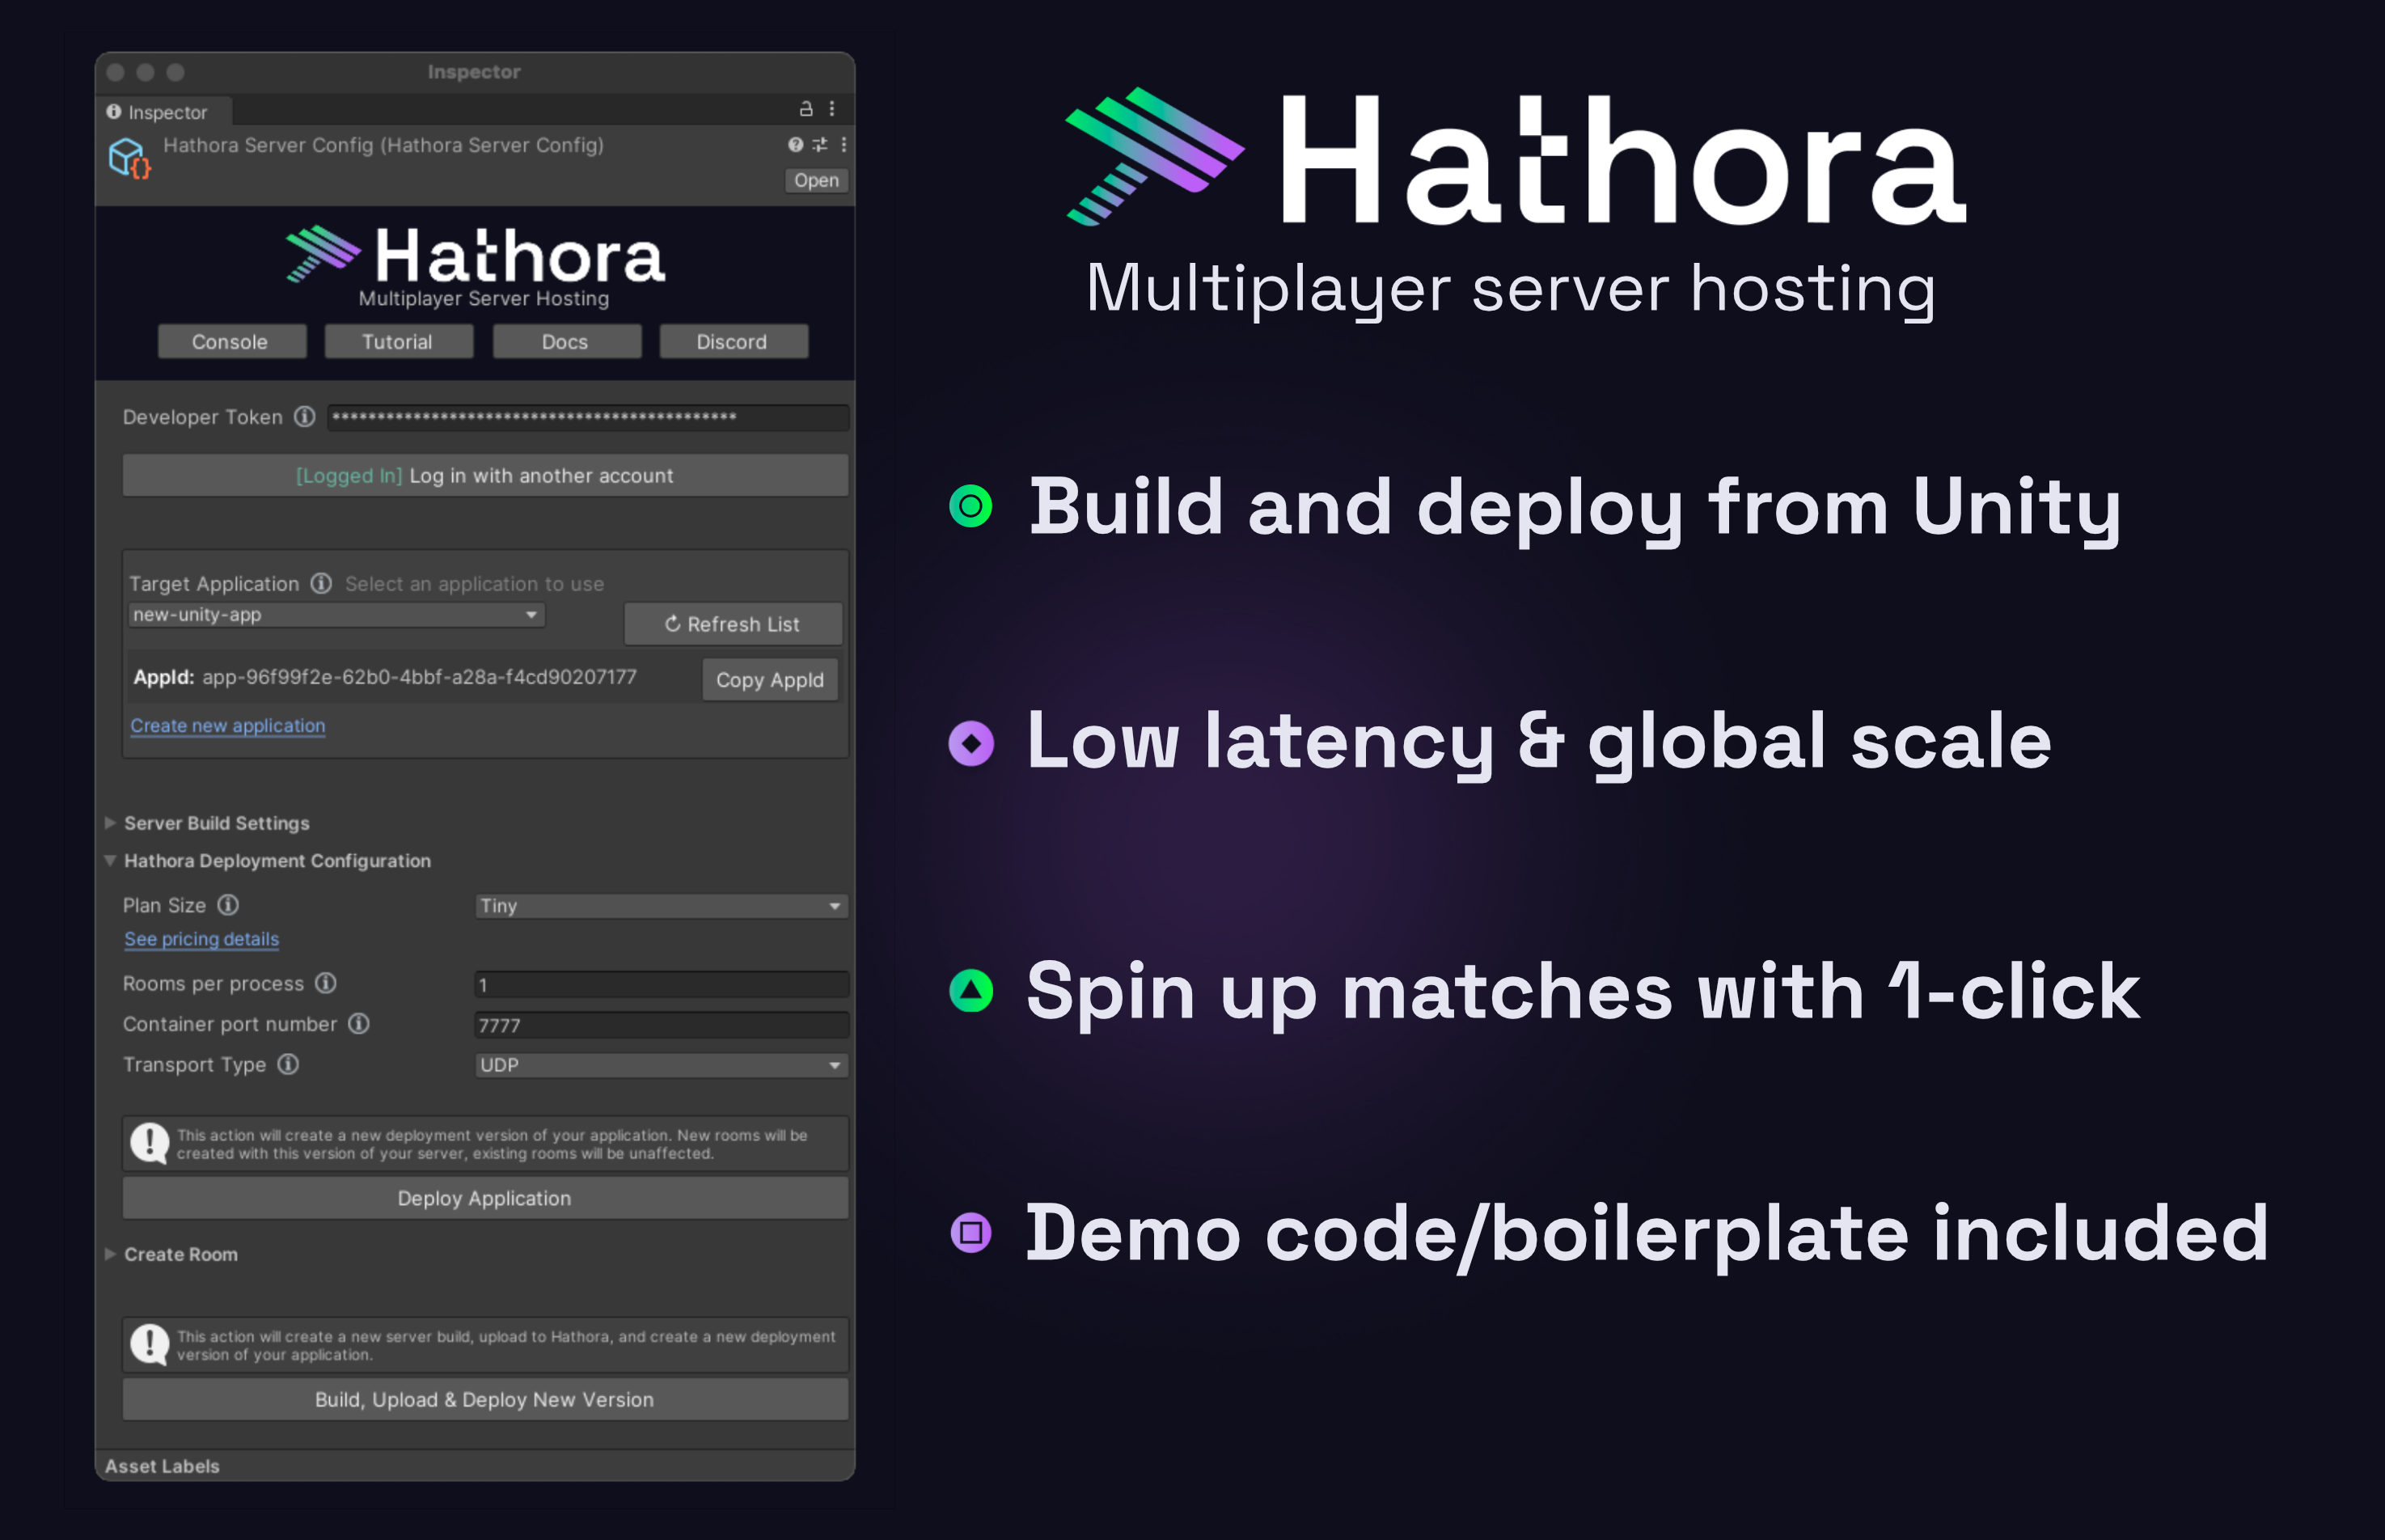 Inspector
Inspector
Hathora Server Config (Hathora Server Config)
Open
Hathora
Multiplayer Server Hosting
Console Tutorial Docs Discord
Developer Token ********************************************
[Logged In] Log in with another account
Target Application Select an application to use
new-unity-app
Refresh List
AppId: app-96f99f2e-62b0-4bbf-a28a-f4cd90207177
Copy AppId
Create new application
Server Build Settings
Hathora Deployment Configuration
Plan Size Tiny
See pricing details
Rooms per process 1
Container port number 7777
Transport Type UDP
This action will create a new deployment version of your application. New rooms will be
created with this version of your server, existing rooms will be unaffected.
Deploy Application
Create Room
This action will create a new server build, upload to Hathora, and create a new deployment
version of your application.
Build, Upload & Deploy New Version
Asset Labels
Hathora
Multiplayer server hosting
Build and deploy from Unity
Low latency & global scale
Spin up matches with 1-click
Demo code/boilerplate included